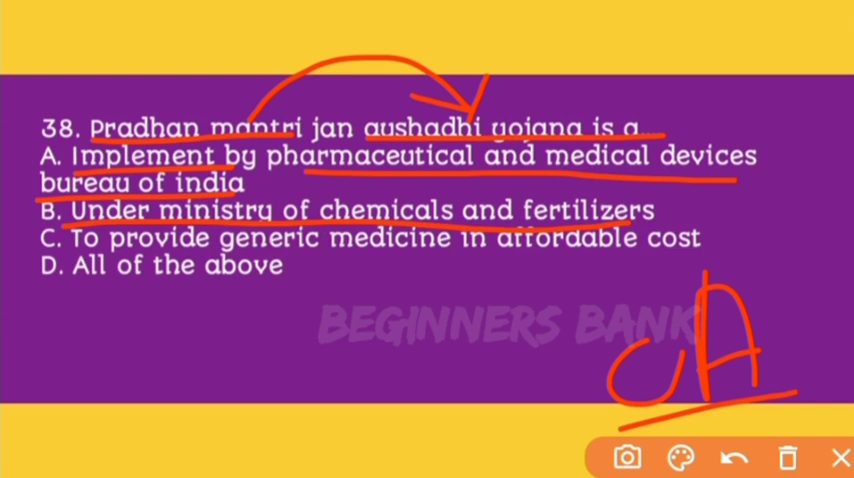 38. Pradhan mantri jan aushadhi yojana is a...
A. Implement by pharmaceutical and medical devices
bureau of india
B. Under ministry of chemicals and fertilizers
C. To provide generic medicine in affordable cost
D. All of the above
BEGINNERS BANK
CA